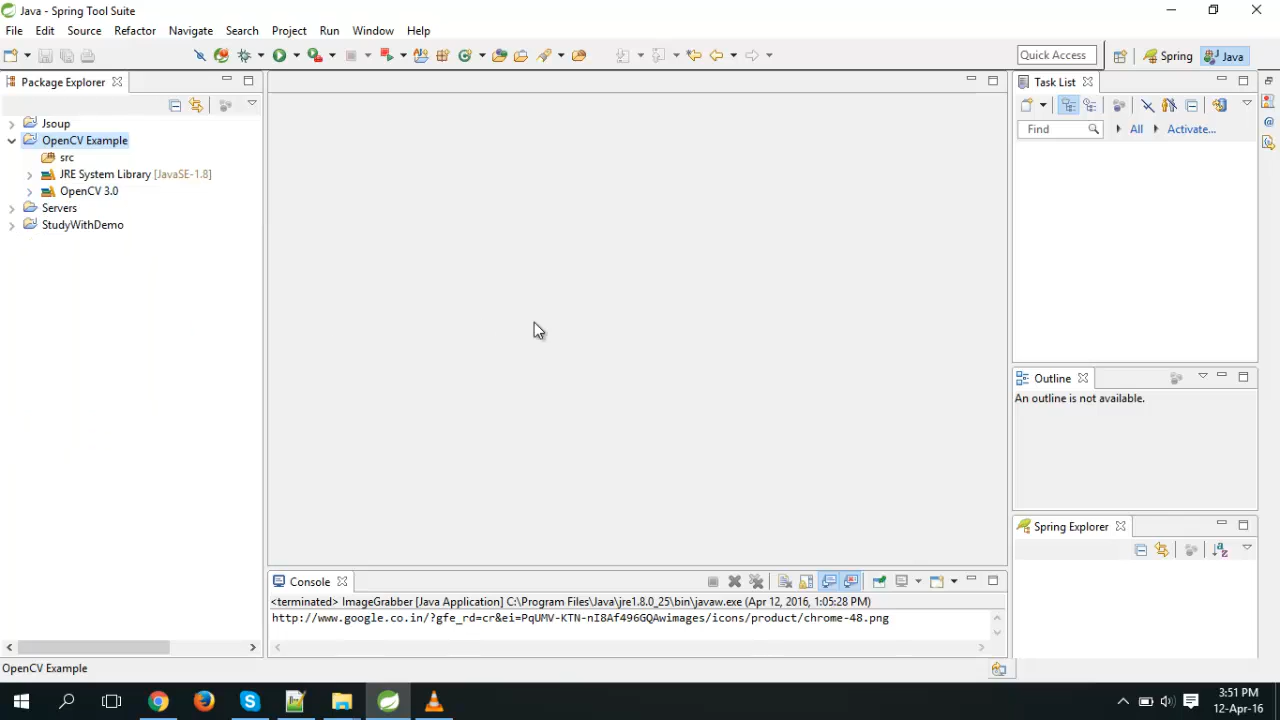 Java - Spring Tool Suite
File Edit Source Refactor Navigate Search Project Run Window Help
Quick Access
Spring
Java
Package Explorer
Jsoup
OpenCV Example
src
JRE System Library [JavaSE-1.8]
OpenCV 3.0
Servers
StudyWithDemo
Task List
Find
All
Activate...
Outline
An outline is not available.
Spring Explorer
Console
<terminated> ImageGrabber [Java Application] C:\Program Files\Java\jre1.8.0_25\bin\javaw.exe (Apr 12, 2016, 1:05:28 PM)
http://www.google.co.in/?gfe_rd=cr&ei=PqUMV-KTN-nI8Af496GQAwimages/icons/product/chrome-48.png
OpenCV Example
3:51 PM
12-Apr-16